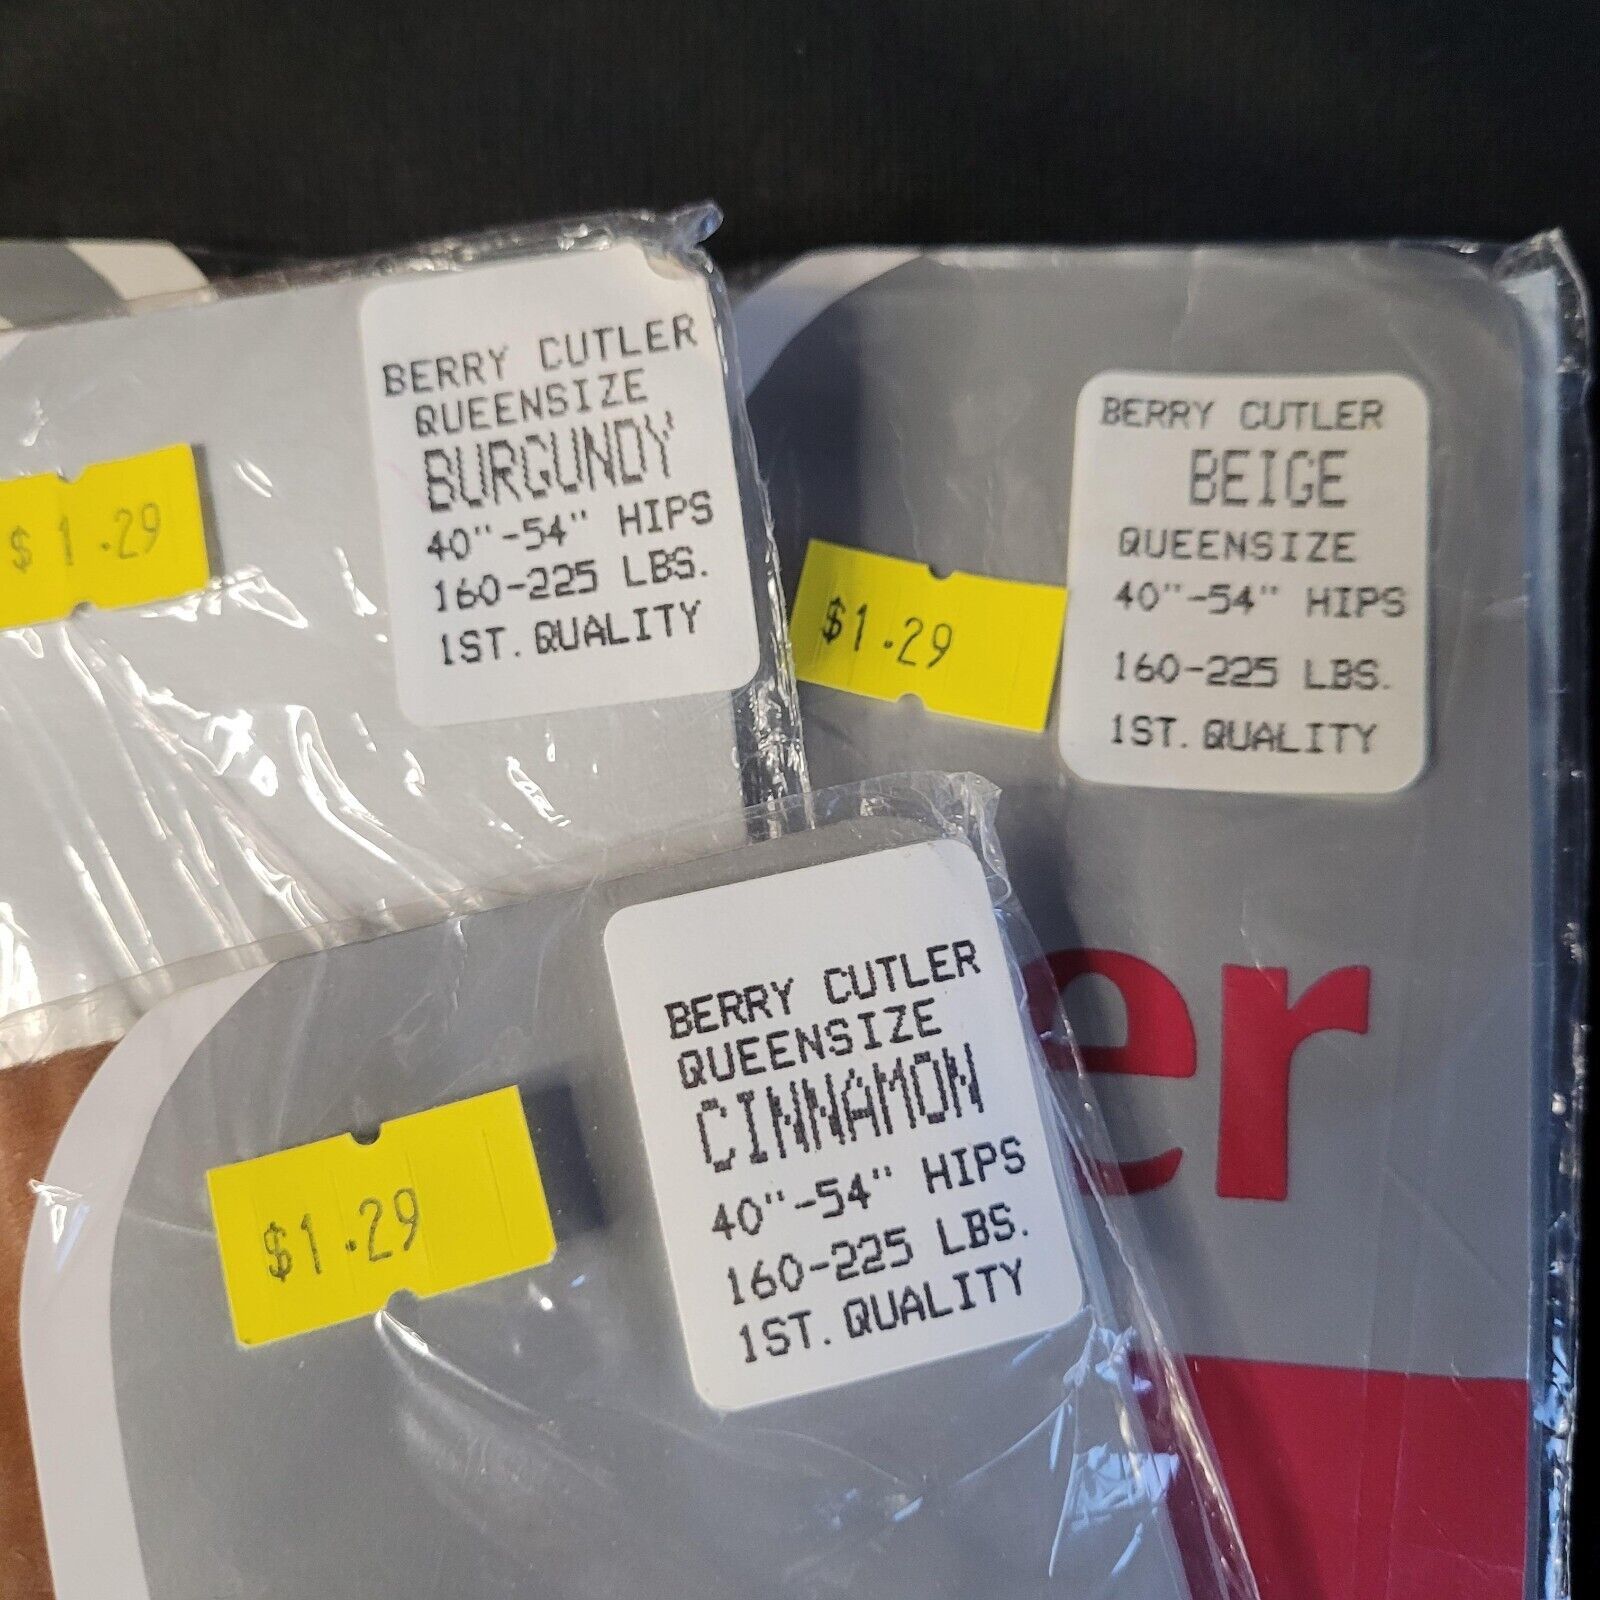 BERRY CUTLER
QUEENSIZE
BURGUNDY
40"-54" HIPS
160-225 LBS.
1ST. QUALITY
$1.29
BERRY CUTLER
BEIGE
QUEENSIZE
40"-54" HIPS
160-225 LBS.
1ST. QUALITY
$1.29
er
BERRY CUTLER
QUEENSIZE
CINNAMON
40"-54" HIPS
160-225 LBS.
1ST. QUALITY
$1.29